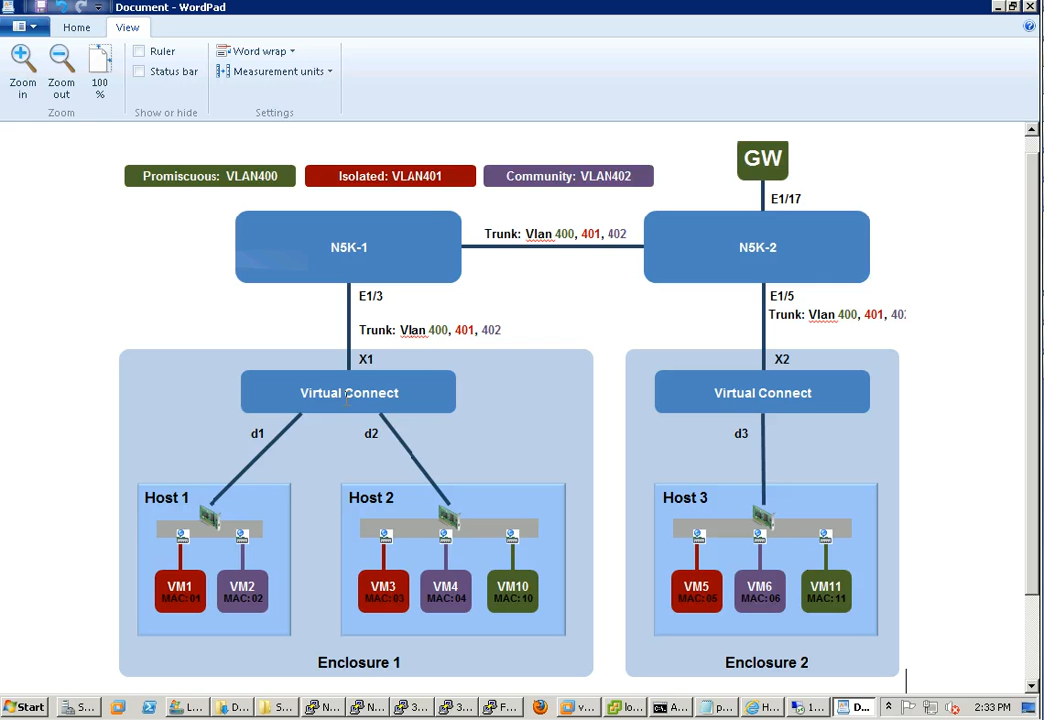 Document - WordPad
Home
View
Ruler
Status bar
Word wrap
Measurement units
Zoom in
Zoom out
100 %
Zoom
Show or hide
Settings
GW
Promiscuous: VLAN400
Isolated: VLAN401
Community: VLAN402
E1/17
N5K-1
Trunk: Vlan 400, 401, 402
N5K-2
E1/3
Trunk: Vlan 400, 401, 402
E1/5
Trunk: Vlan 400, 401, 402
X1
X2
Virtual Connect
Virtual Connect
d1
d2
d3
Host 1
Host 2
Host 3
VM1
MAC: 01
VM2
MAC: 02
VM3
MAC: 03
VM4
MAC: 04
VM10
MAC: 10
VM5
MAC: 05
VM6
MAC: 06
VM11
MAC: 11
Enclosure 1
Enclosure 2
Start
S...
L...
D...
S...
N...
N...
3...
3...
F...
v...
lo...
A...
p...
H...
1...
D...
2:33 PM